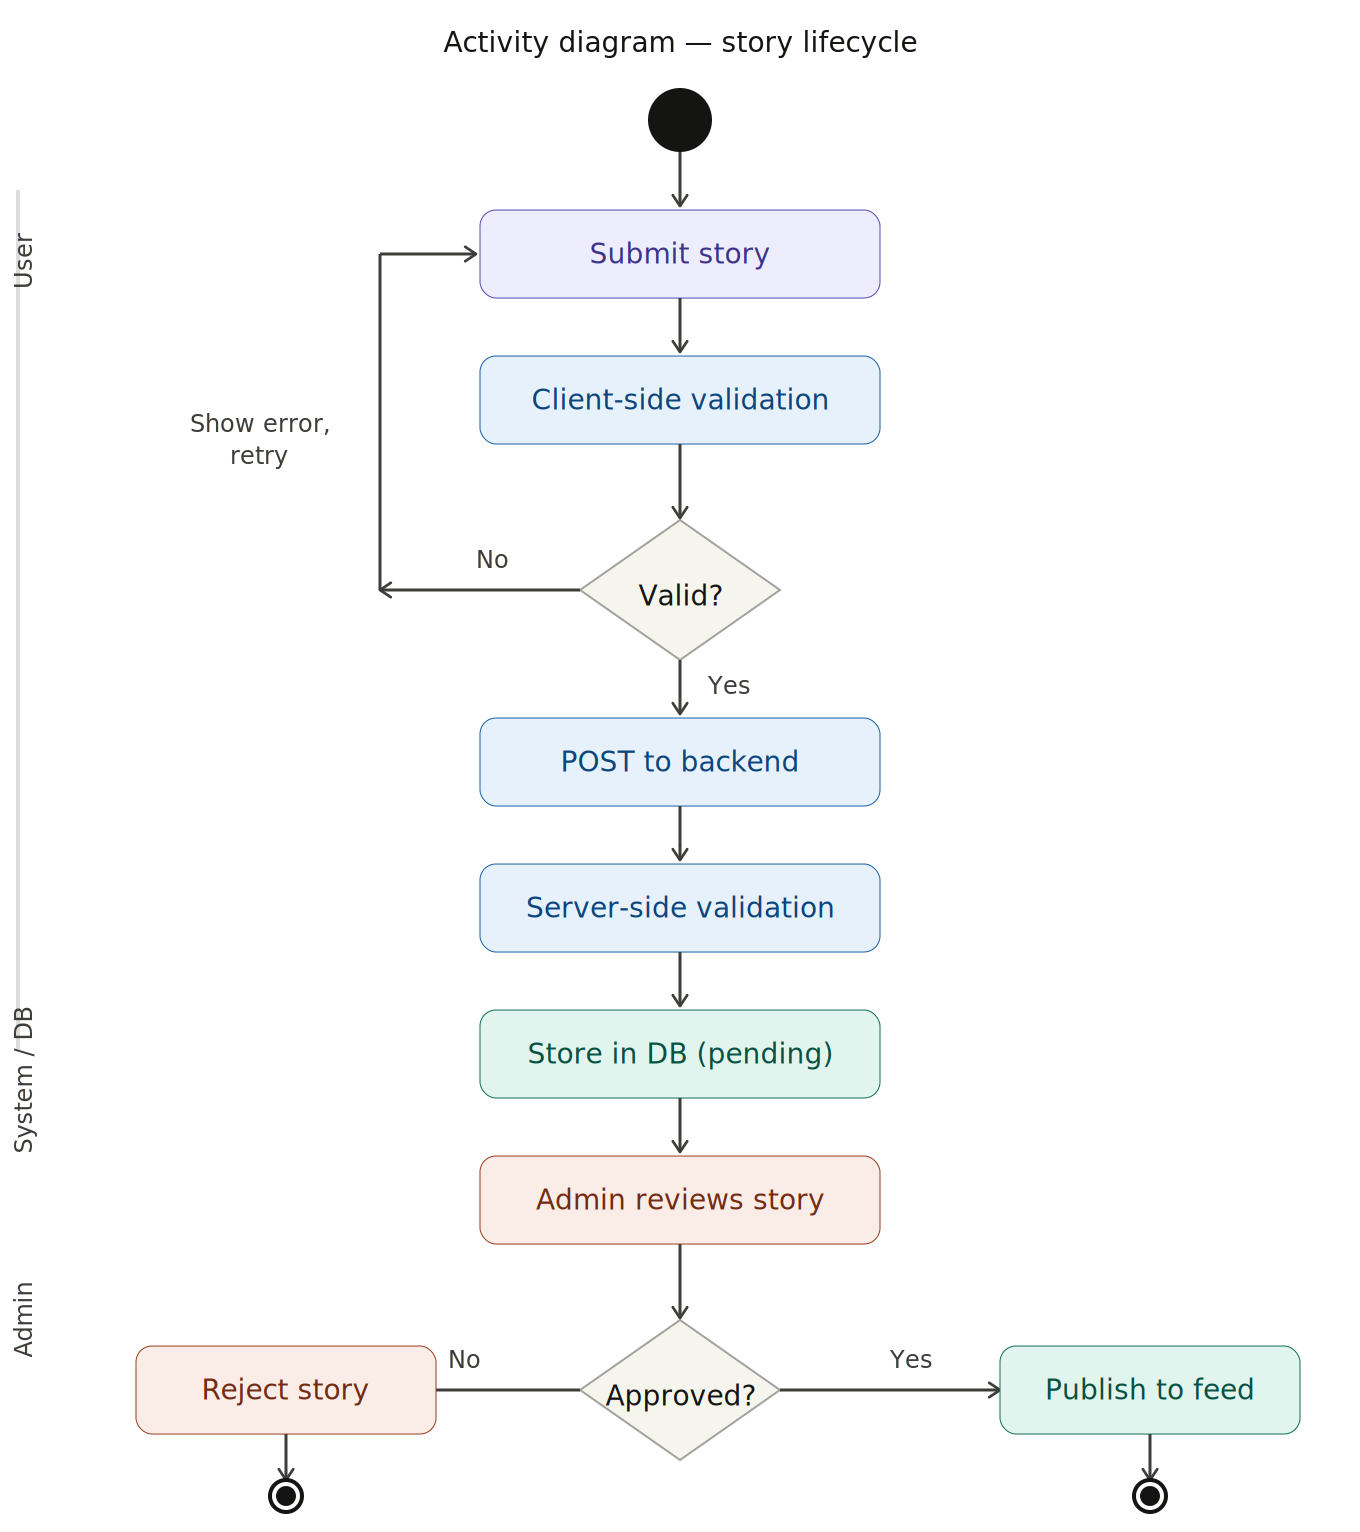 Activity diagram — story lifecycle
User
Submit story
Client-side validation
Show error,
retry
No
Valid?
Yes
POST to backend
Server-side validation
System / DB
Store in DB (pending)
Admin reviews story
Admin
Reject story
No
Approved?
Yes
Publish to feed